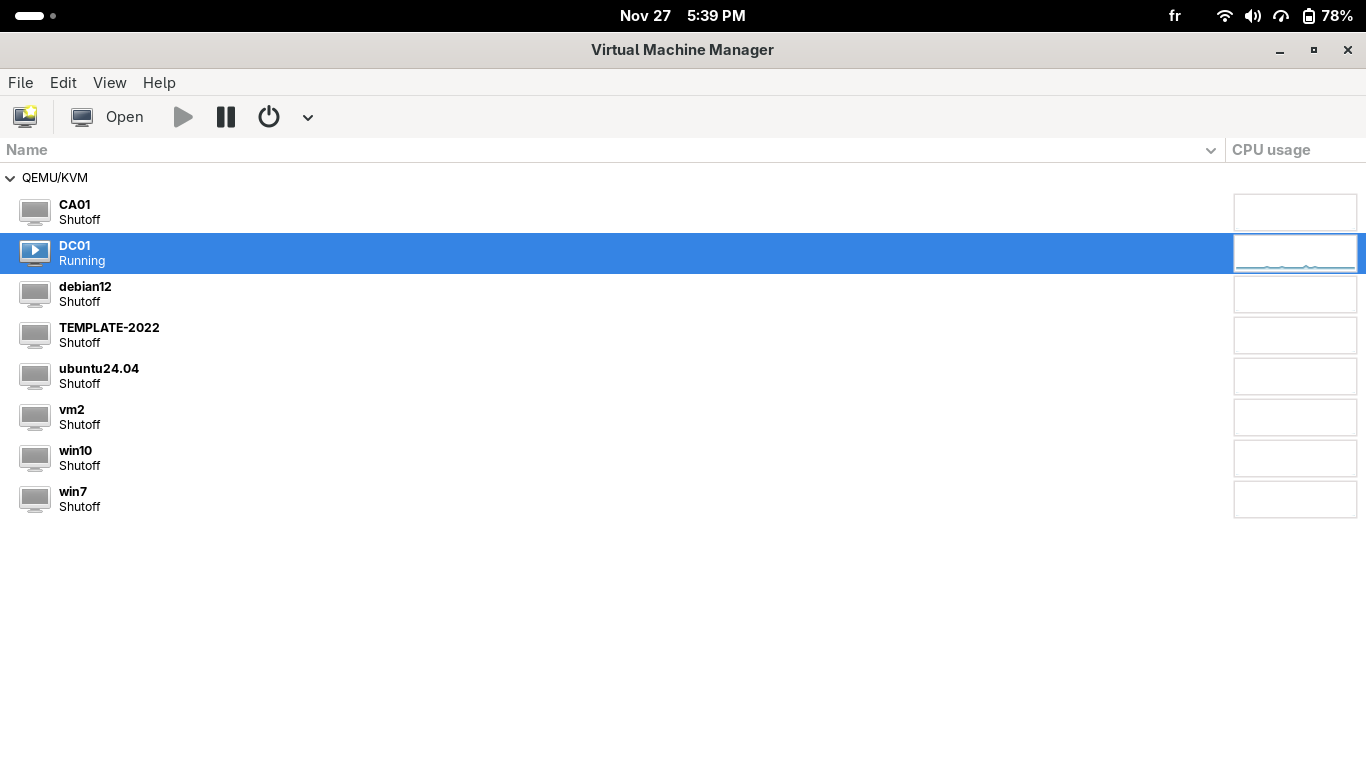 Nov 27 5:39 PM
fr
78%
Virtual Machine Manager
File Edit View Help
Open
Name
CPU usage
QEMU/KVM
CA01
Shutoff
DC01
Running
debian12
Shutoff
TEMPLATE-2022
Shutoff
ubuntu24.04
Shutoff
vm2
Shutoff
win10
Shutoff
win7
Shutoff